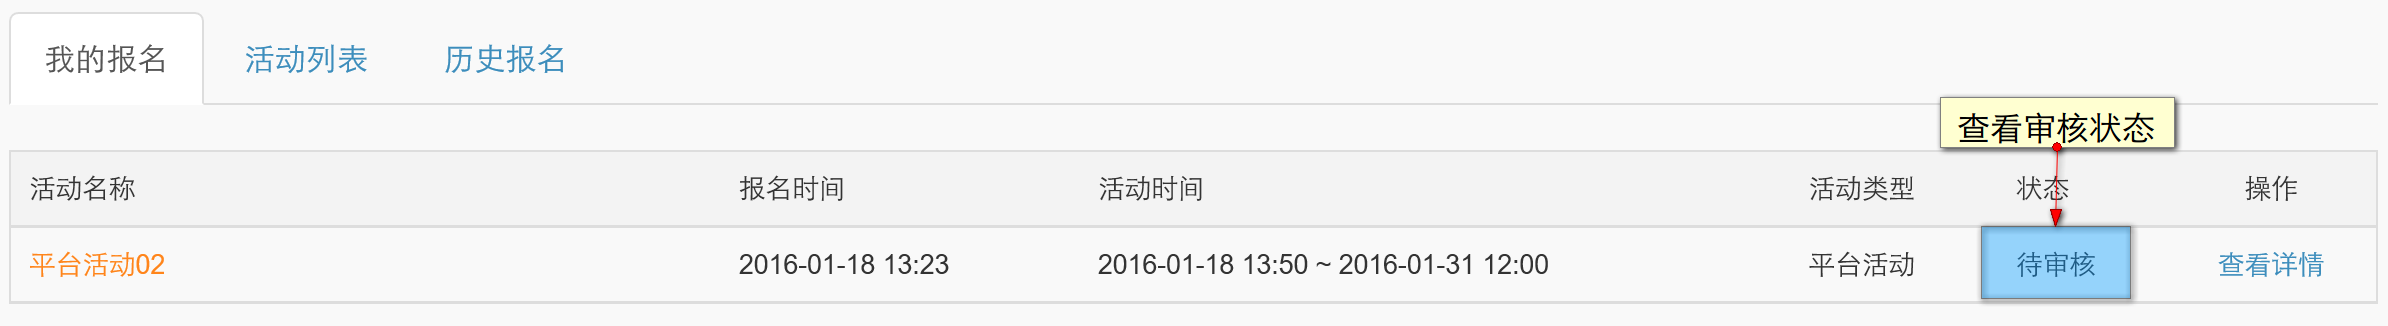 我的报名 活动列表 历史报名
查看审核状态
活动名称 报名时间 活动时间 活动类型 状态 操作
平台活动02 2016-01-18 13:23 2016-01-18 13:50 ~ 2016-01-31 12:00 平台活动 待审核 查看详情